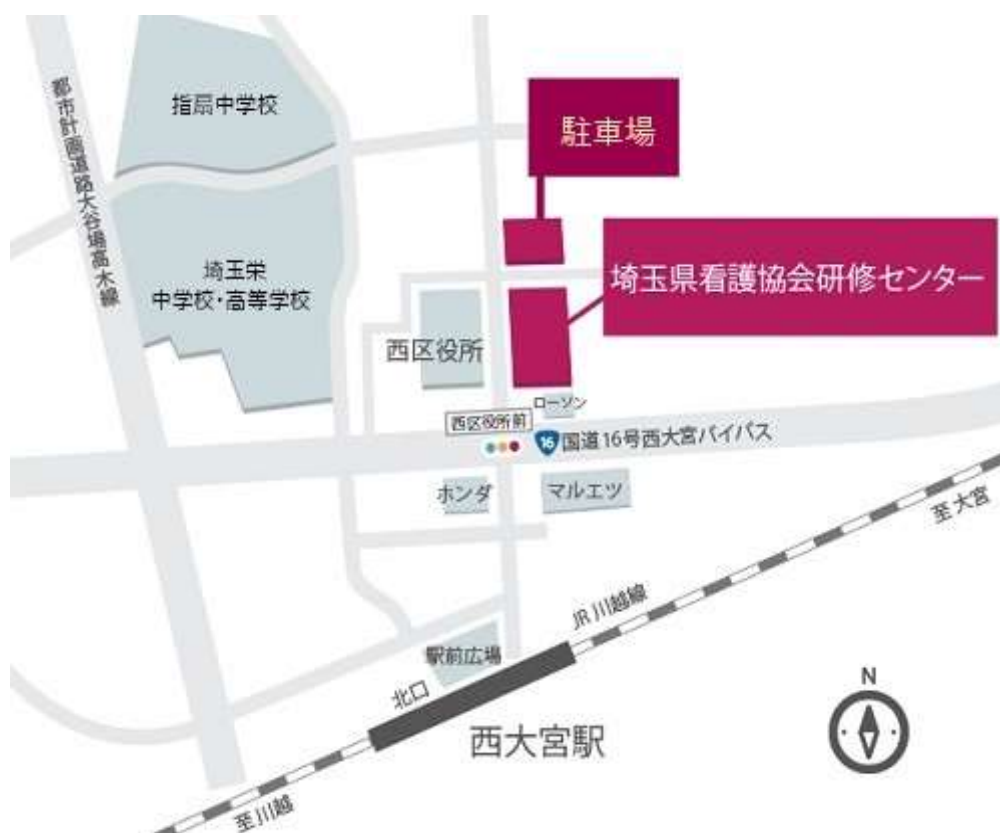 指扇中学校
駐車場
都市計画道路大谷場高木線
埼玉栄
中学校・高等学校
埼玉県看護協会研修センター
西区役所
ローソン
西区役所前
16
国道16号西大宮バイパス
ホンダ
マルエツ
至大宮
JR川越線
駅前広場
北口
西大宮駅
N
至川越